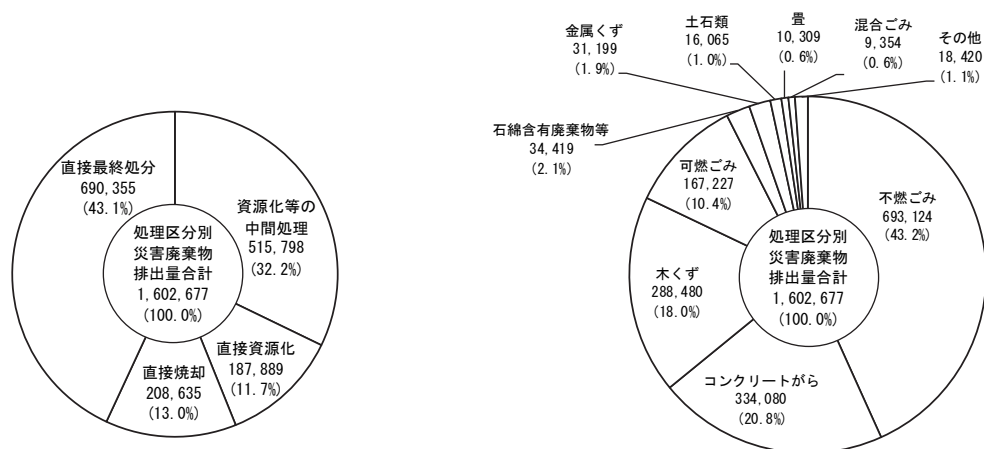 直接最終処分
690,355
(43.1%)
資源化等の
中間処理
515,798
(32.2%)
処理区分別
災害廃棄物
排出量合計
1,602,677
(100.0%)
直接資源化
187,889
(11.7%)
直接焼却
208,635
(13.0%)
金属くず
31,199
(1.9%)
土石類
16,065
(1.0%)
畳
10,309
(0.6%)
混合ごみ
9,354
(0.6%)
その他
18,420
(1.1%)
石綿含有廃棄物等
34,419
(2.1%)
可燃ごみ
167,227
(10.4%)
不燃ごみ
693,124
(43.2%)
処理区分別
災害廃棄物
排出量合計
1,602,677
(100.0%)
木くず
288,480
(18.0%)
コンクリートがら
334,080
(20.8%)